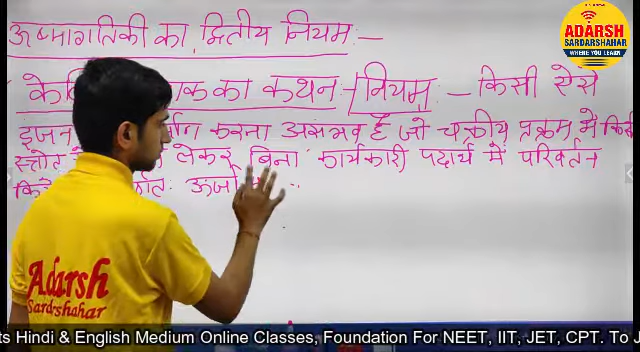 ऊष्मागतिकी का द्वितीय नियम :-
ADARSH
SARDARSHAHAR
WHERE YOU LEARN
का कथन / नियम :- किसी ऐसे
इंजन करना असंभव है जो चक्रीय प्रक्रम में
स्त्रोत लेकर बिना कार्यकारी पदार्थ में परिवर्तन
ऊर्जा
Adarsh
Sardarshahar
ts Hindi & English Medium Online Classes, Foundation For NEET, IIT, JET, CPT. To J